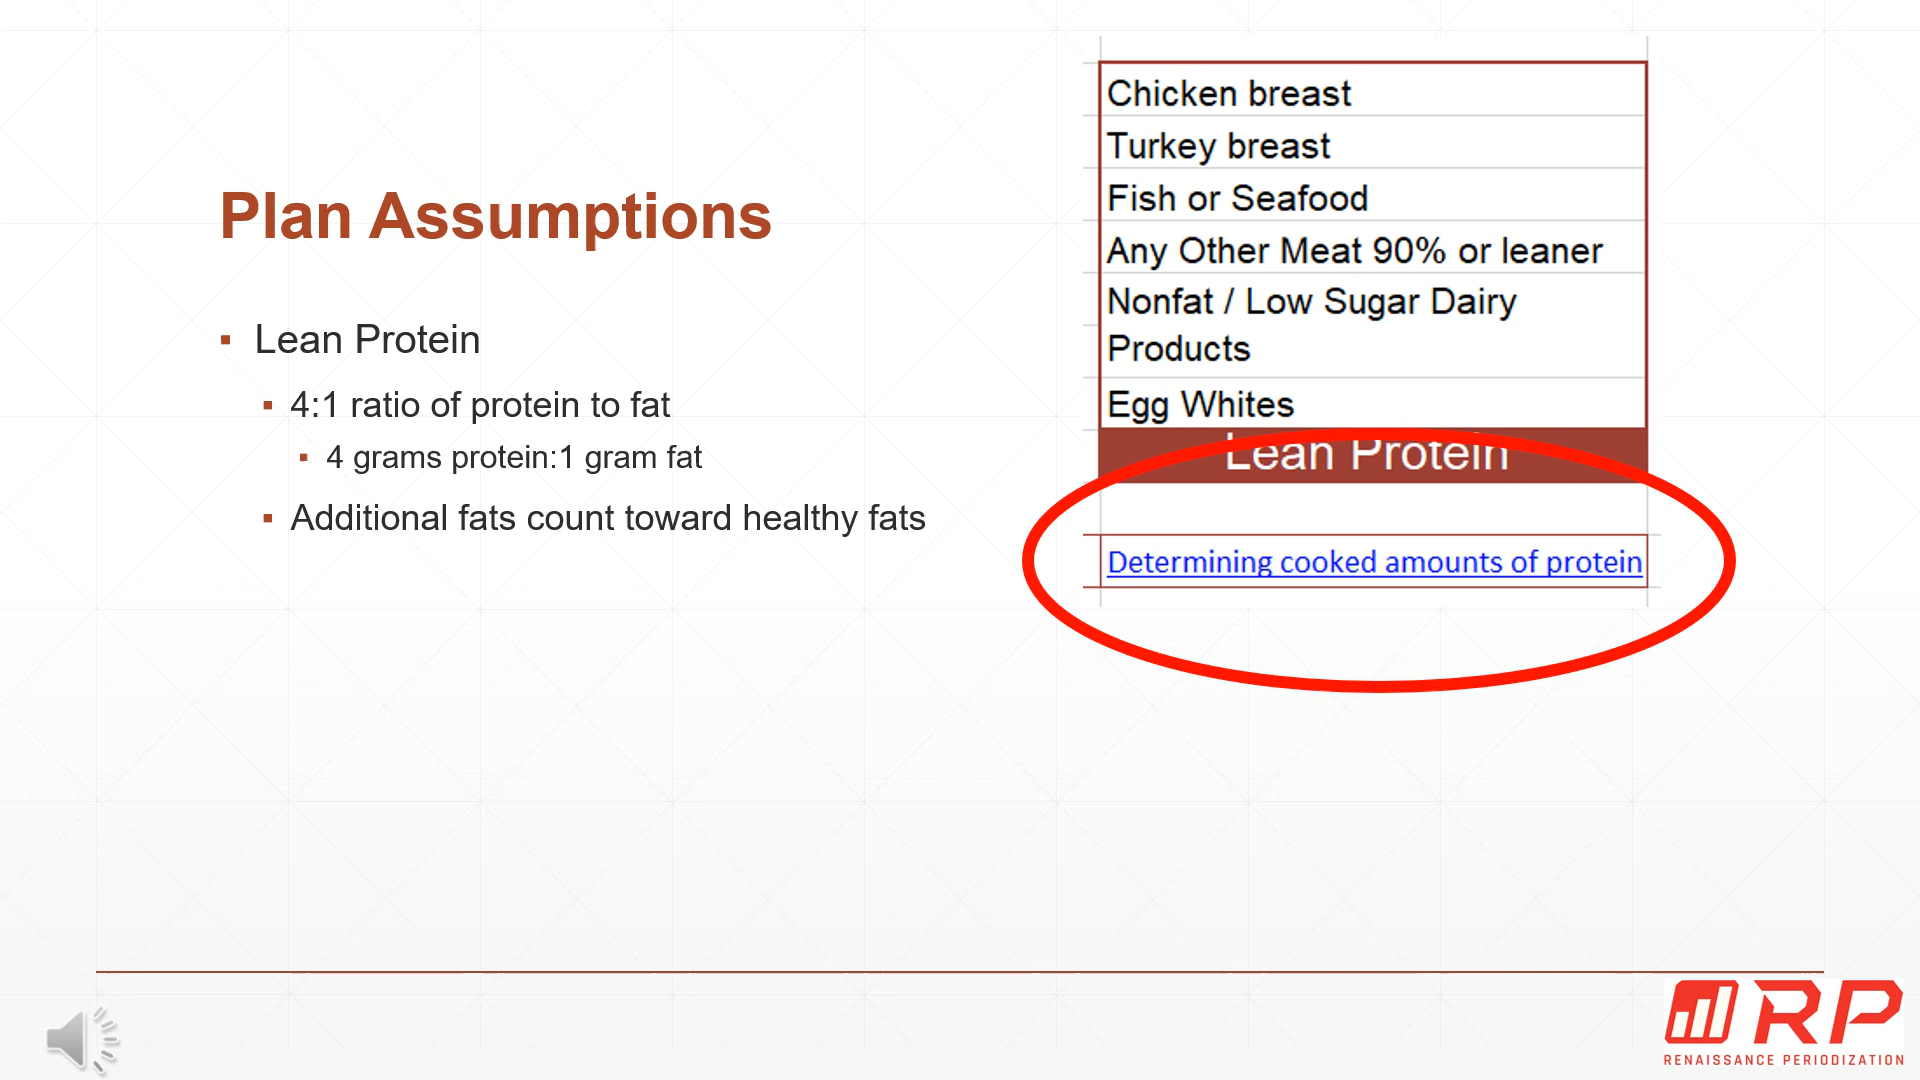 Plan Assumptions
Lean Protein
4:1 ratio of protein to fat
4 grams protein:1 gram fat
Additional fats count toward healthy fats
Chicken breast
Turkey breast
Fish or Seafood
Any Other Meat 90% or leaner
Nonfat / Low Sugar Dairy
Products
Egg Whites
Lean Protein
Determining cooked amounts of protein
RP
RENAISSANCE PERIODIZATION